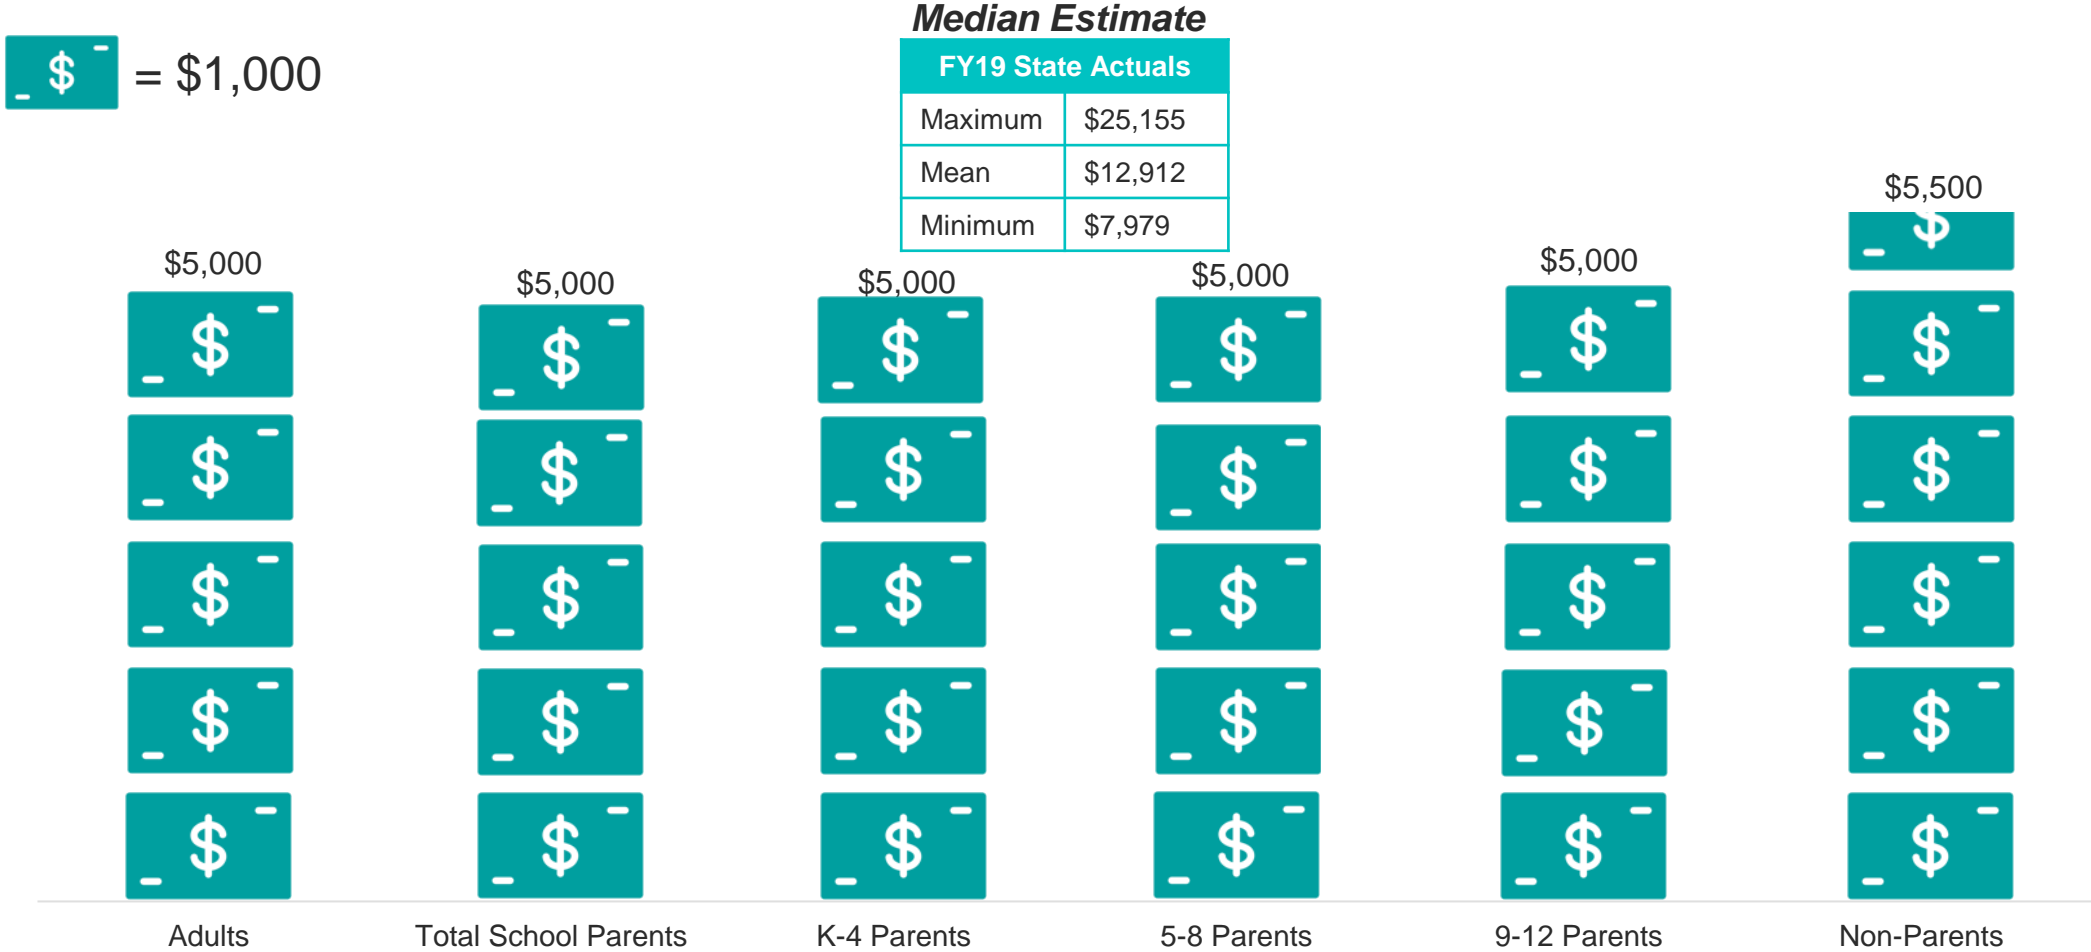 Median Estimate
$ = $1,000
FY19 State Actuals
Maximum $25,155
Mean $12,912
Minimum $7,979
$5,000 $5,000 $5,000 $5,000 $5,000 $5,500
$ $ $ $ $ $
$ $ $ $ $ $
$ $ $ $ $ $
$ $ $ $ $ $
$ $ $ $ $ $
$
Adults Total School Parents K-4 Parents 5-8 Parents 9-12 Parents Non-Parents